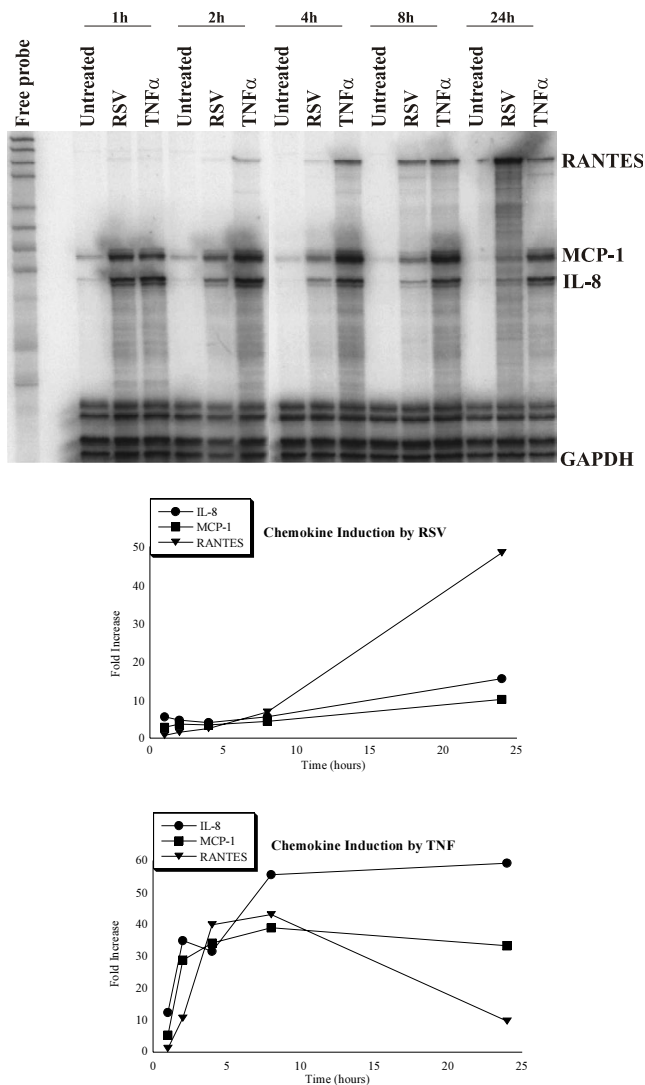 1h 2h 4h 8h 24h
Free probe
Untreated RSV TNFα Untreated RSV TNFα Untreated RSV TNFα Untreated RSV TNFα Untreated RSV TNFα
RANTES
MCP-1
IL-8
GAPDH
IL-8
MCP-1
RANTES
Chemokine Induction by RSV
50
40
30
20
10
0
Fold Increase
0 5 10 15 20 25
Time (hours)
IL-8
MCP-1
RANTES
Chemokine Induction by TNF
60
50
40
30
20
10
0
Fold Increase
0 5 10 15 20 25
Time (hours)